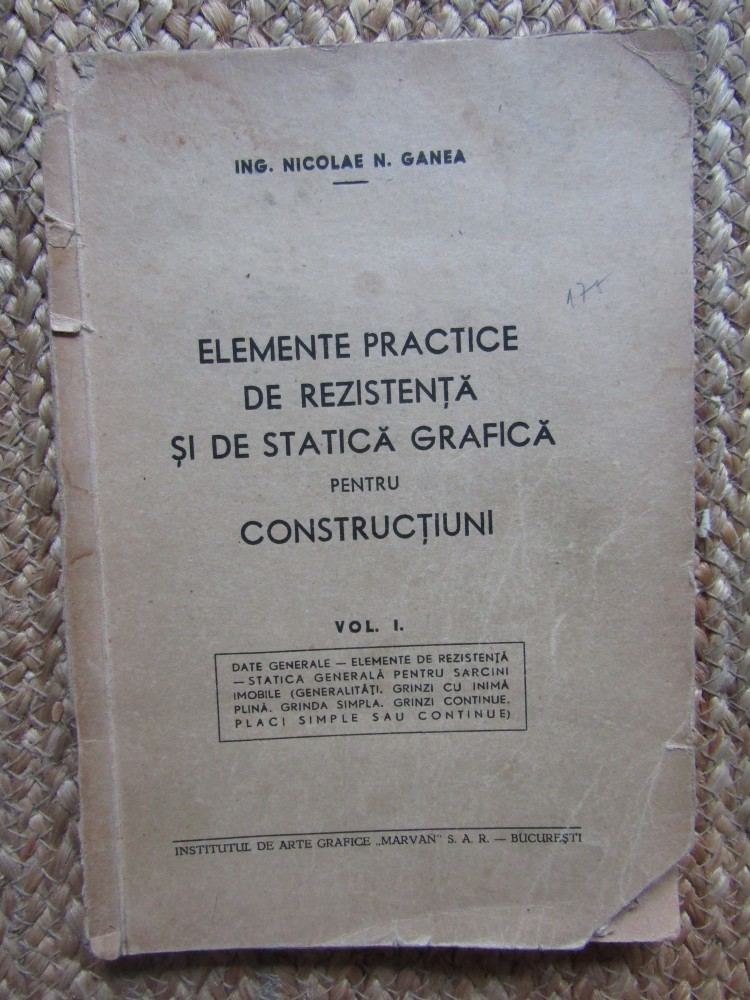 ING. NICOLAE N. GANEA
ELEMENTE PRACTICE
DE REZISTENȚĂ
ȘI DE STATICĂ GRAFICĂ
PENTRU
CONSTRUCȚIUNI
VOL. I.
DATE GENERALE — ELEMENTE DE REZISTENȚĂ
—STATICA GENERALĂ PENTRU SARCINI
IMOBILE (GENERALITĂȚI. GRINZI CU INIMĂ
PLINĂ. GRINDA SIMPLA. GRINZI CONTINUE.
PLACI SIMPLE SAU CONTINUE)
INSTITUTUL DE ARTE GRAFICE „MARVAN" S. A. R. — BUCUREȘTI